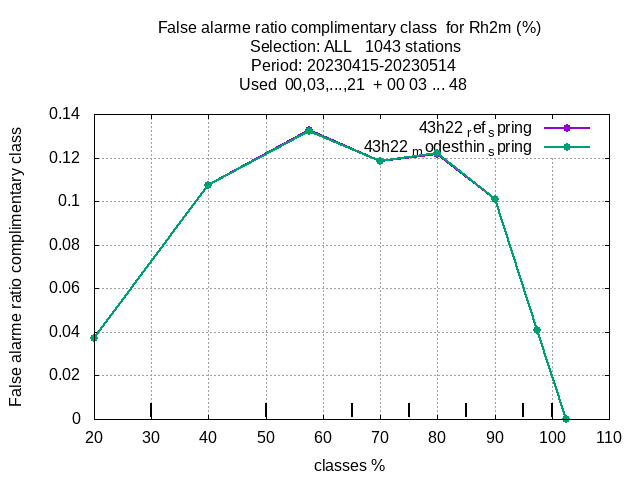 False alarme ratio complimentary class  for Rh2m (%)
Selection: ALL   1043 stations
Period: 20230415-20230514
Used  00,03,...,21  + 00 03 ... 48
43h22 ref spring
43h22 modesthin spring
False alarme ratio complimentary class
0.14
0.12
0.1
0.08
0.06
0.04
0.02
0
20 30 40 50 60 70 80 90 100 110
classes %